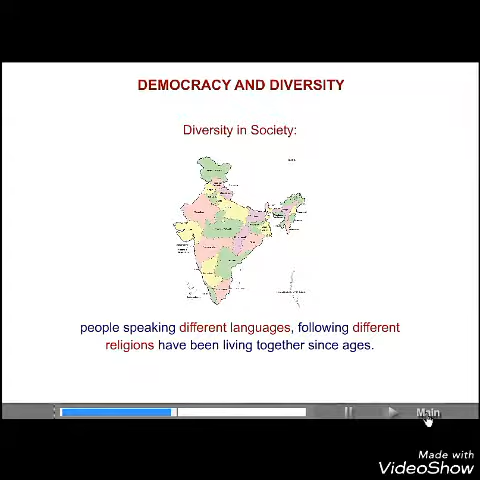 DEMOCRACY AND DIVERSITY
Diversity in Society:
people speaking different languages, following different
religions have been living together since ages.
Main
Made with
VideoShow